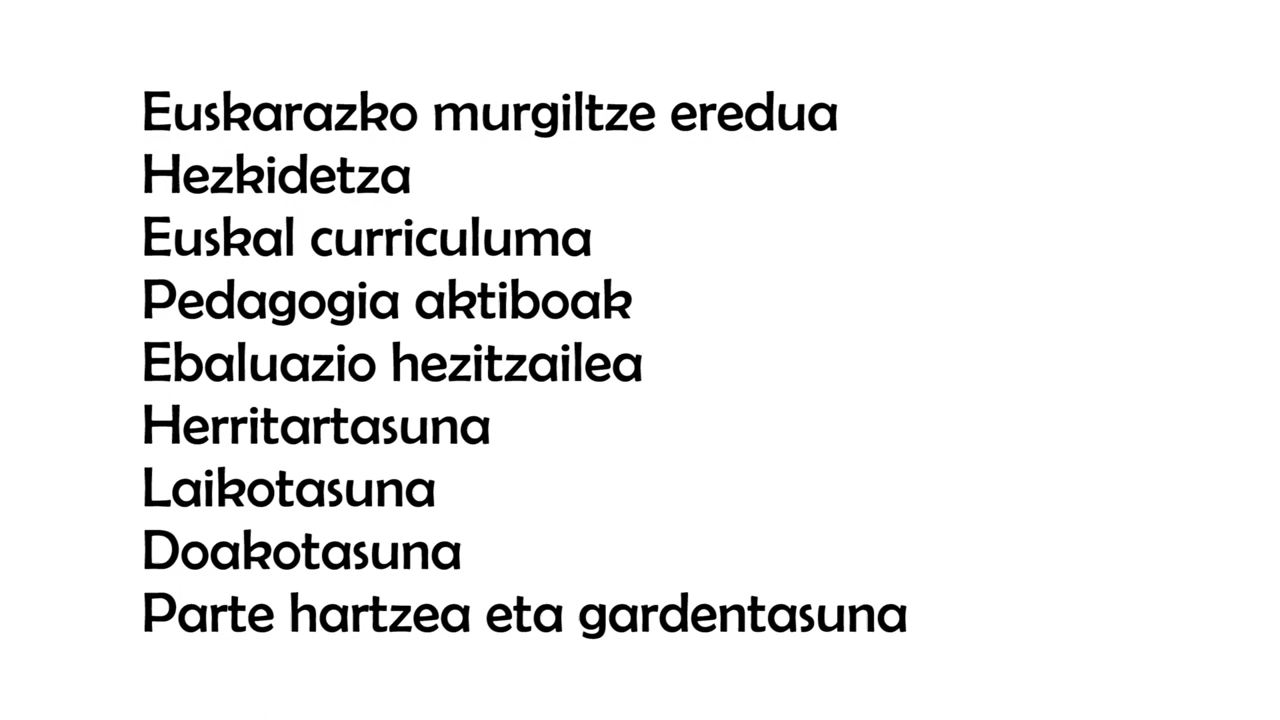 Euskarazko murgiltze eredua
Hezkidetza
Euskal curriculuma
Pedagogia aktiboak
Ebaluazio hezitzailea
Herritartasuna
Laikotasuna
Doakotasuna
Parte hartzea eta gardentasuna